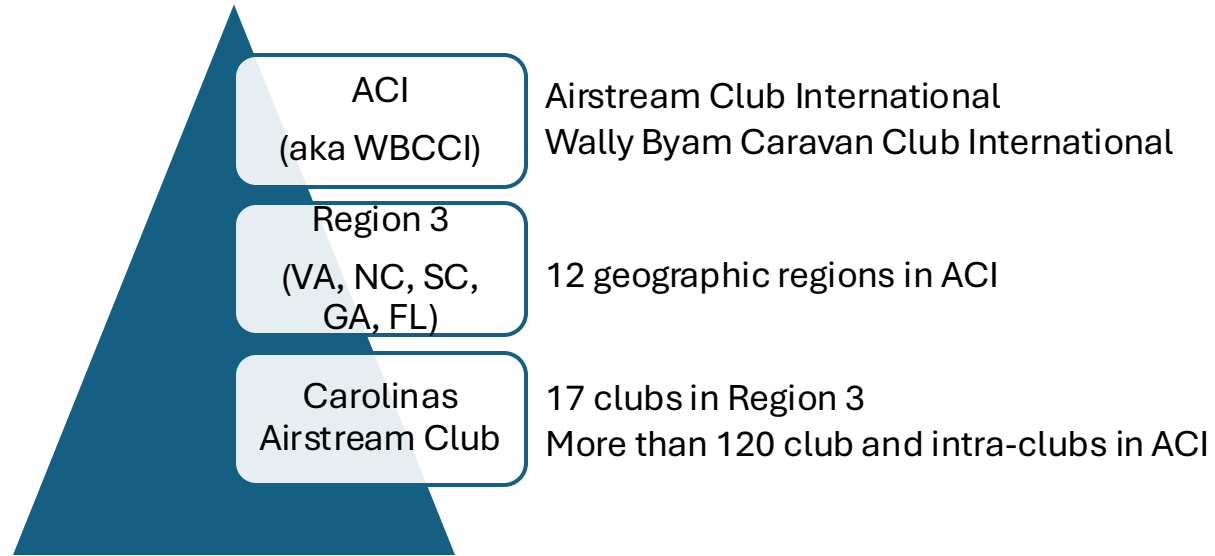 ACI
(aka WBCCI)
Airstream Club International
Wally Byam Caravan Club International
Region 3
(VA, NC, SC,
GA, FL)
12 geographic regions in ACI
Carolinas
Airstream Club
17 clubs in Region 3
More than 120 club and intra-clubs in ACI